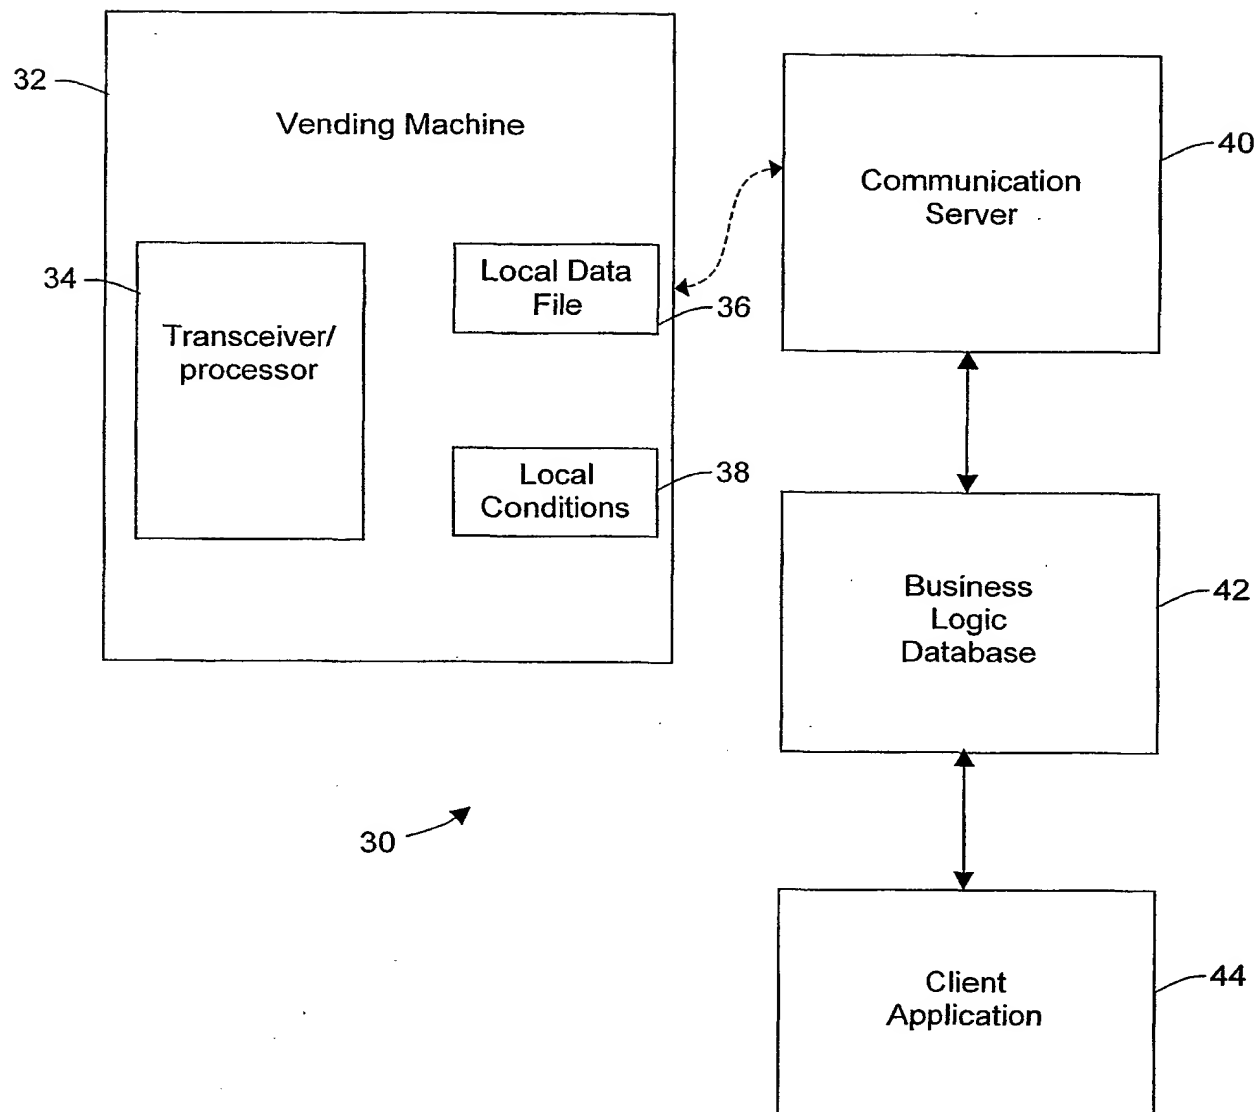 32
Vending Machine
34
Transceiver/
processor
Local Data
File
36
Local
Conditions
38
Communication
Server
40
Business
Logic
Database
42
30
Client
Application
44